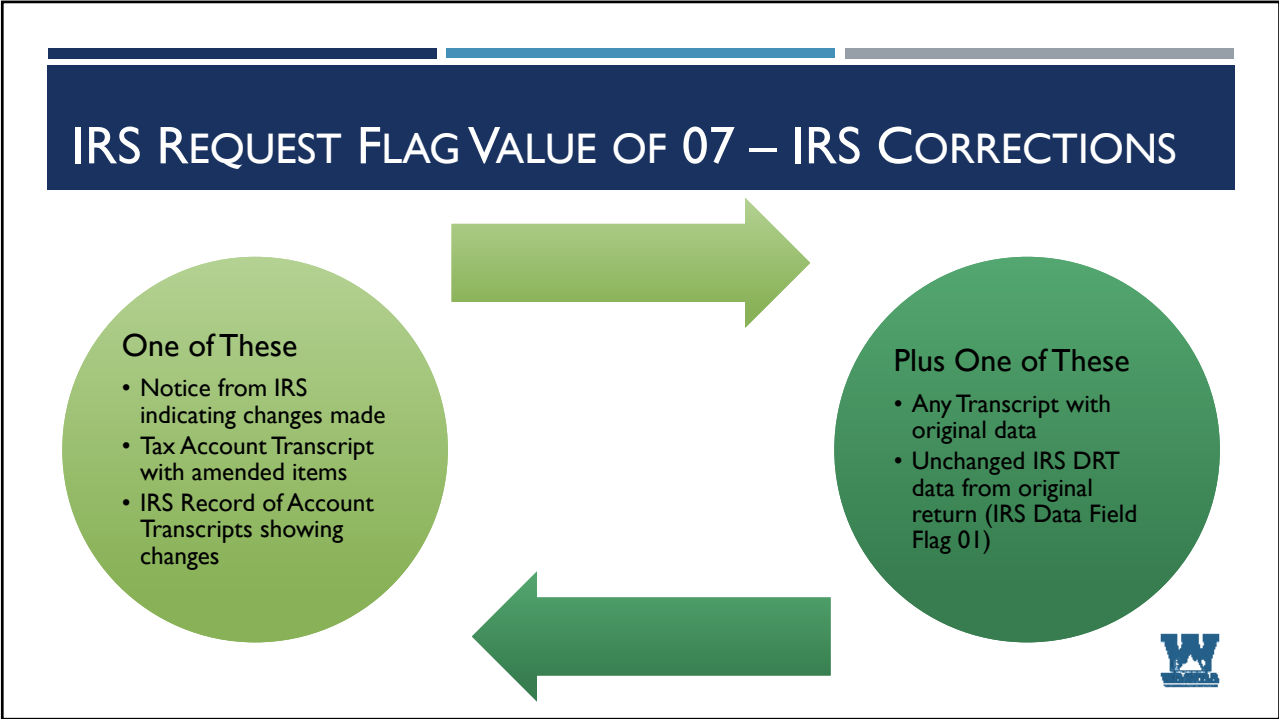 IRS REQUEST FLAG VALUE OF 07 – IRS CORRECTIONS
One of These
• Notice from IRS
indicating changes made
• Tax Account Transcript
with amended items
• IRS Record of Account
Transcripts showing
changes
Plus One of These
• Any Transcript with
original data
• Unchanged IRS DRT
data from original
return (IRS Data Field
Flag 01)
W